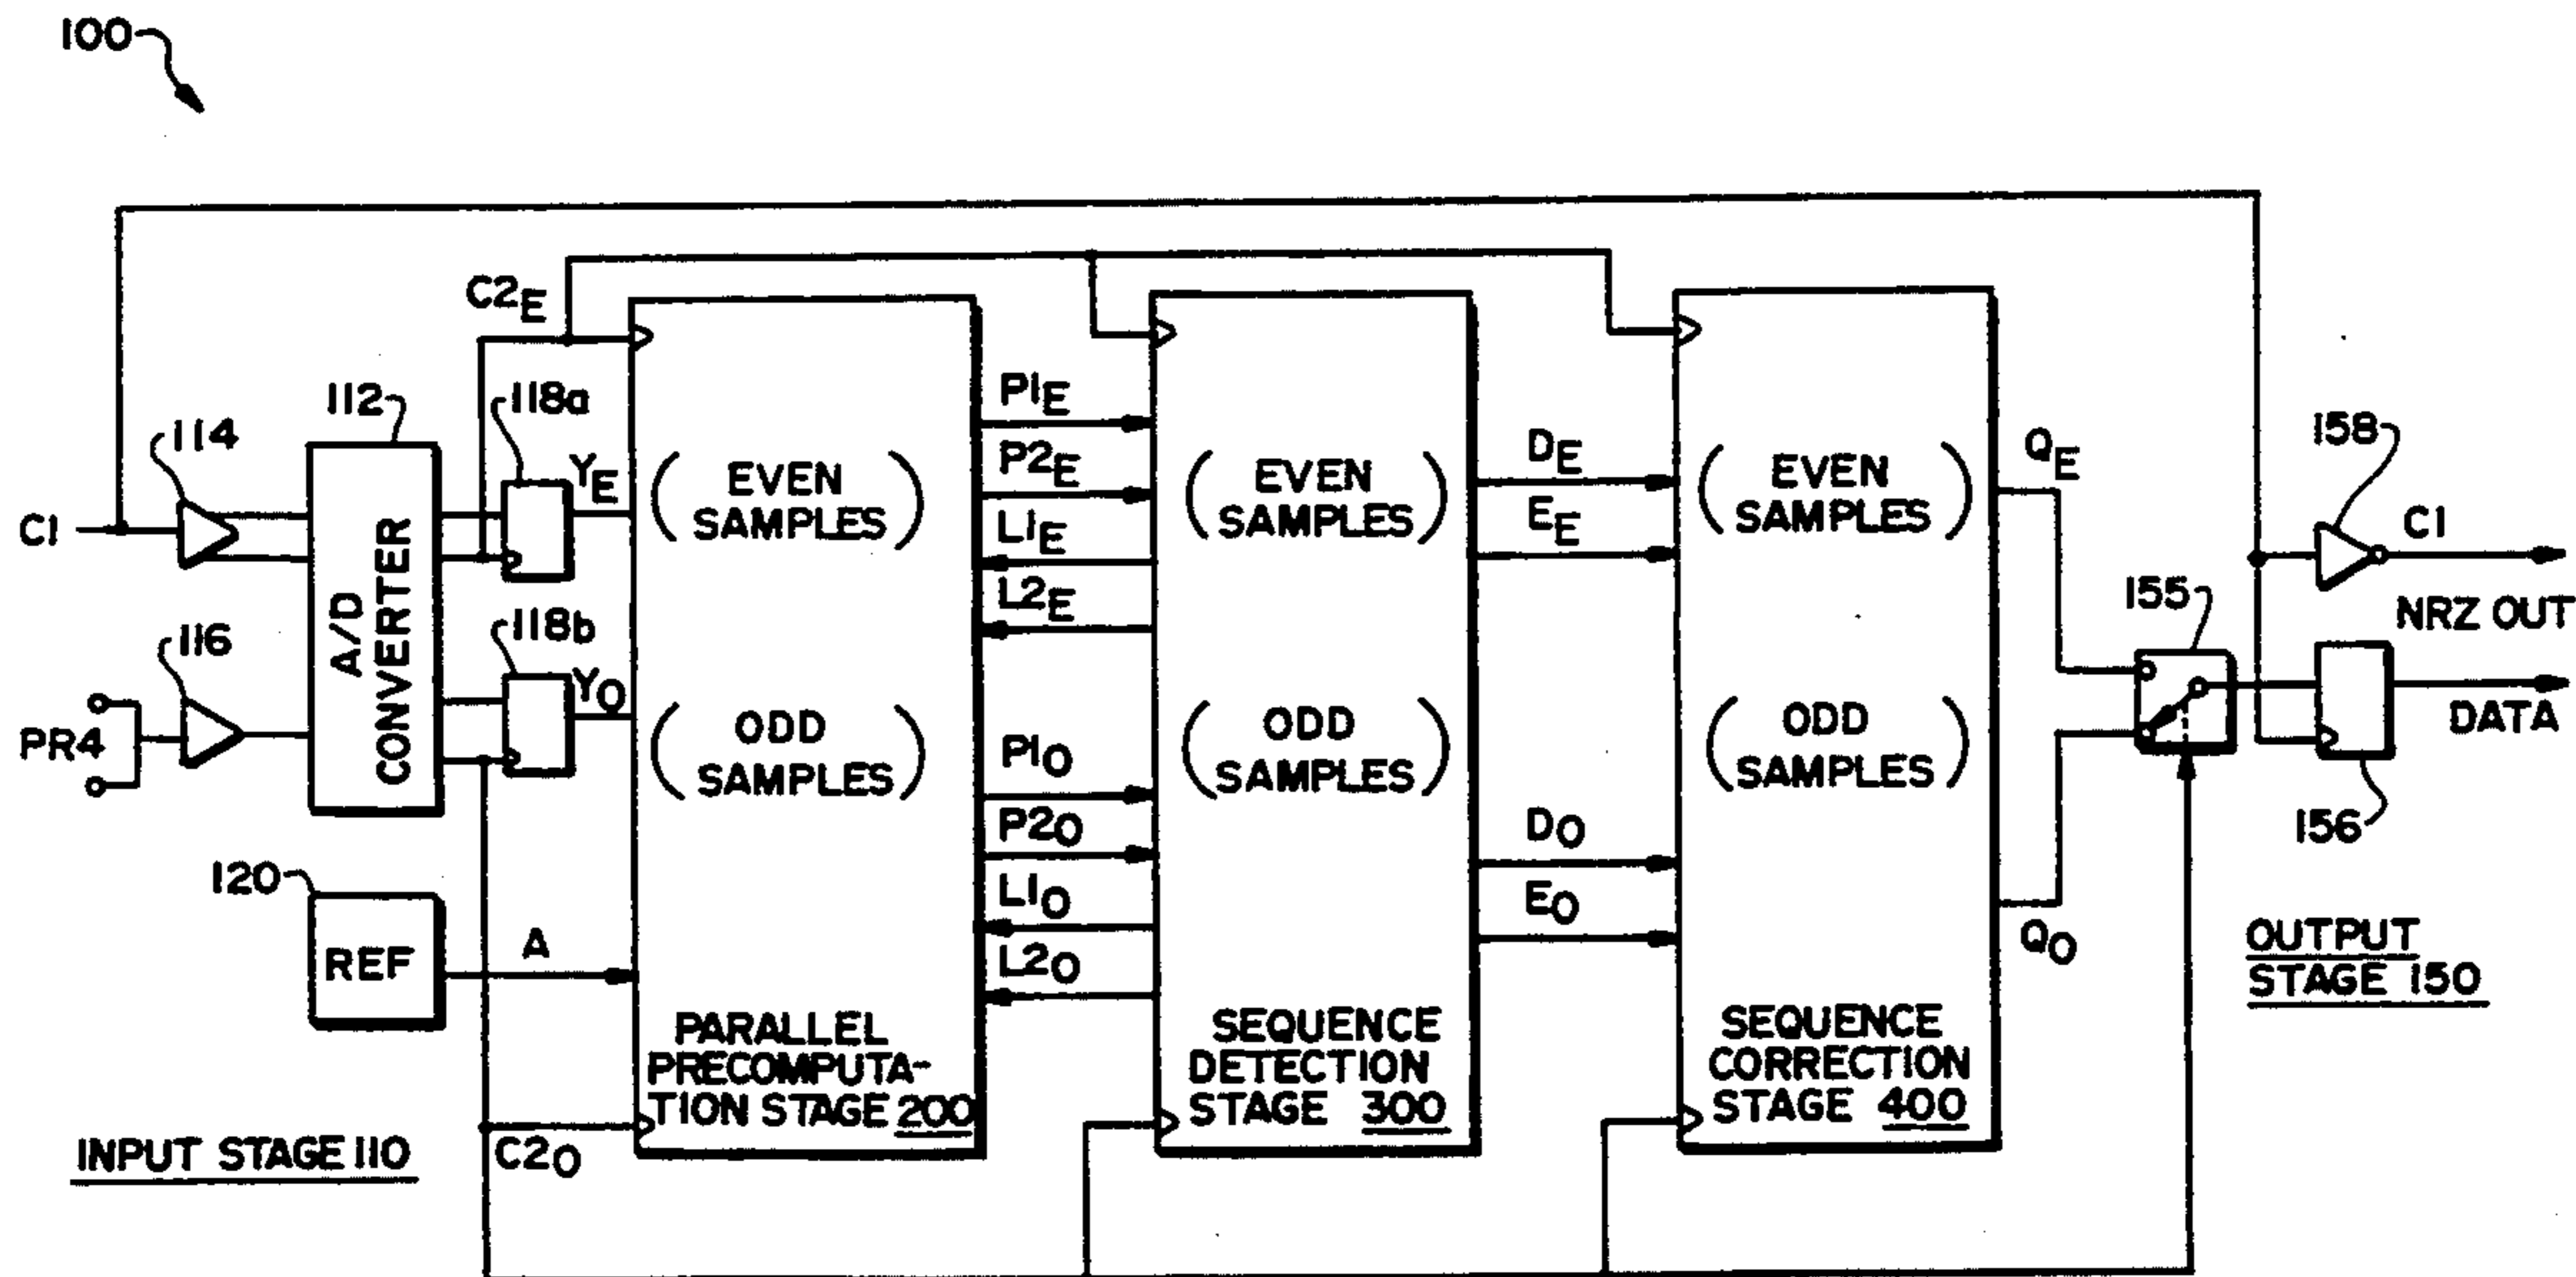 100
C2E
112
118a
114
YE
C1
A/D
CONVERTER
118b
116
YO
PR4
120
REF
A
C2O
INPUT STAGE 110
(EVEN
SAMPLES)
(ODD
SAMPLES)
PARALLEL
PRECOMPUTA-
TION STAGE 200
P1E
P2E
L1E
L2E
P1O
P2O
L1O
L2O
(EVEN
SAMPLES)
(ODD
SAMPLES)
SEQUENCE
DETECTION
STAGE 300
DE
EE
DO
EO
(EVEN
SAMPLES)
(ODD
SAMPLES)
SEQUENCE
CORRECTION
STAGE 400
QE
QO
158
C1
155
NRZ OUT
DATA
156
OUTPUT
STAGE 150